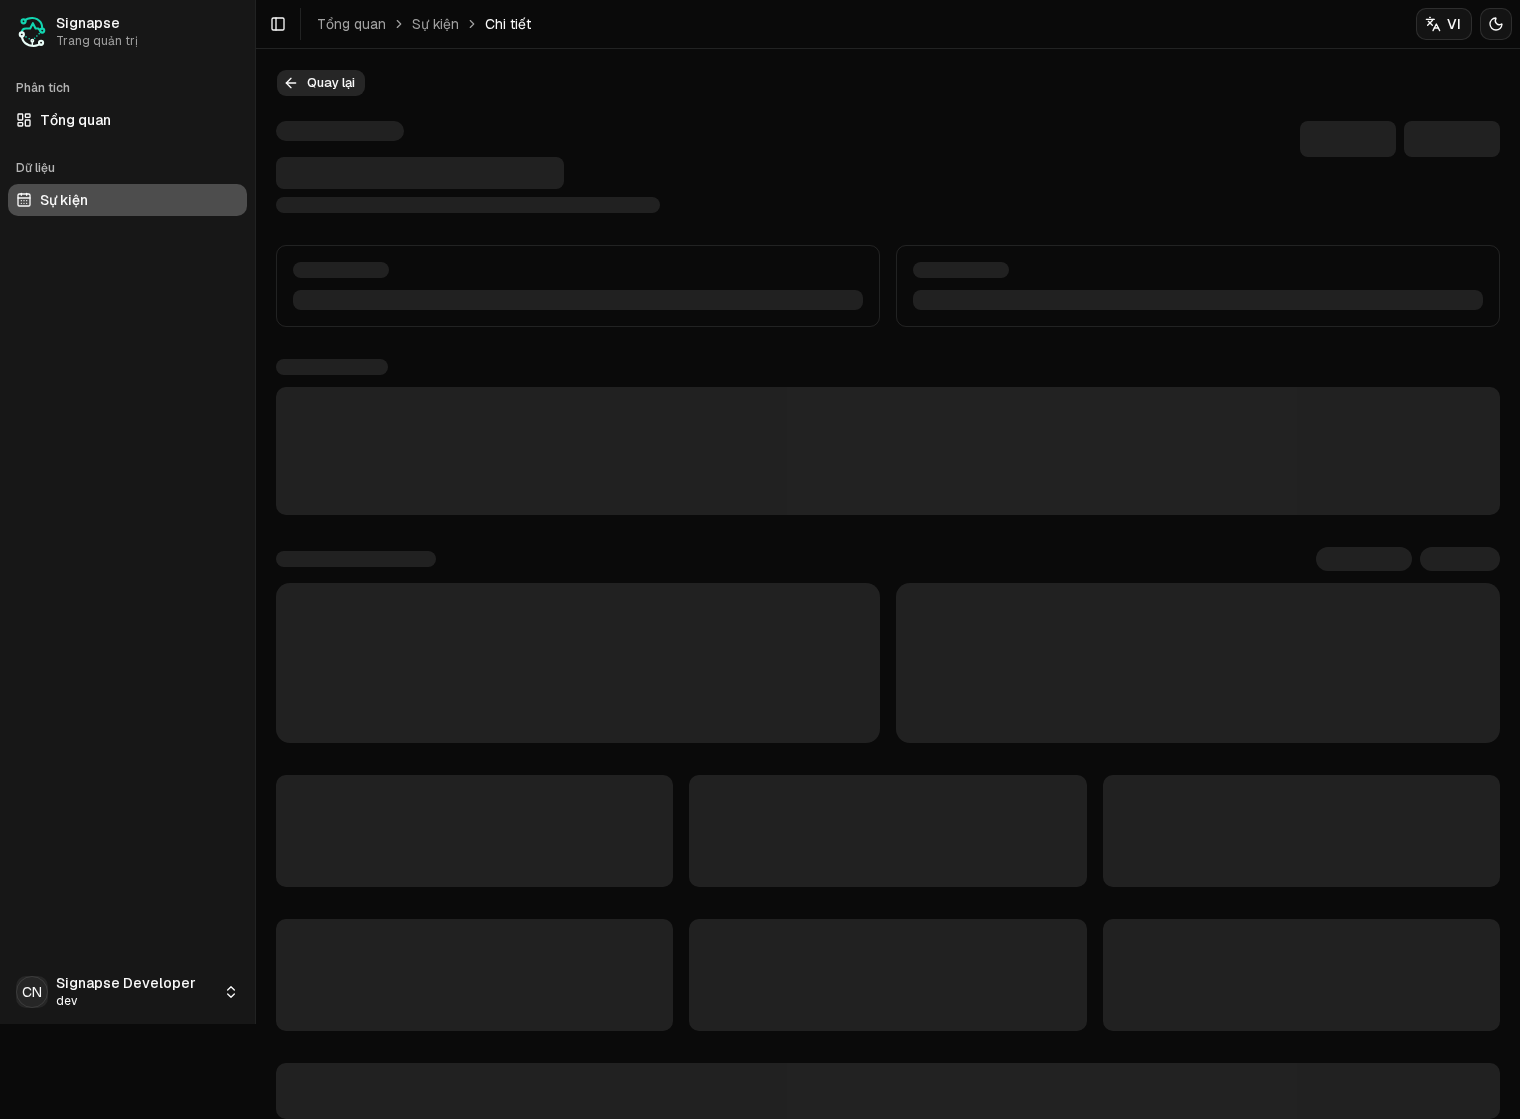 Signapse
Trang quản trị
Phân tích
Tổng quan
Dữ liệu
Sự kiện
CN
Signapse Developer
dev
Tổng quan
Sự kiện
Chi tiết
VI
Quay lại